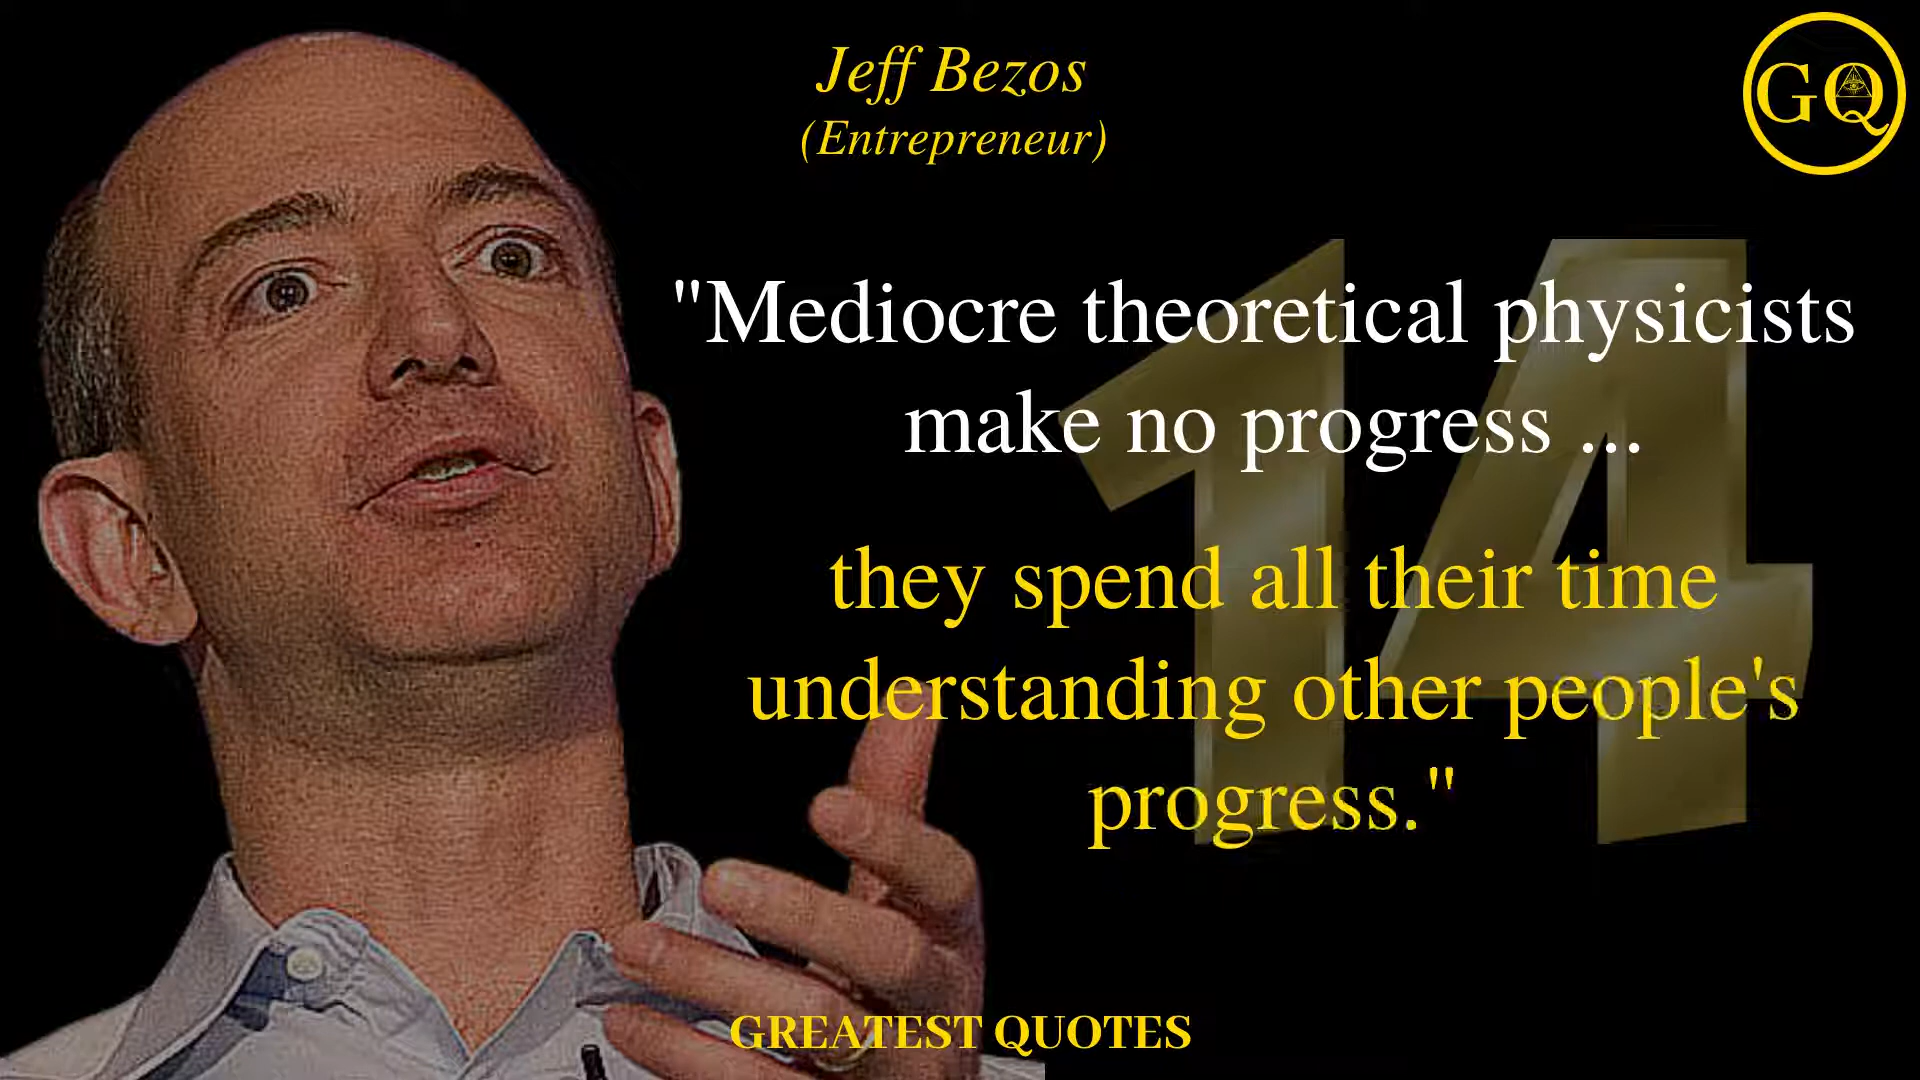 Jeff Bezos
(Entrepreneur)
GQ
14
"Mediocre theoretical physicists
make no progress ...
they spend all their time
understanding other people's
progress."
GREATEST QUOTES